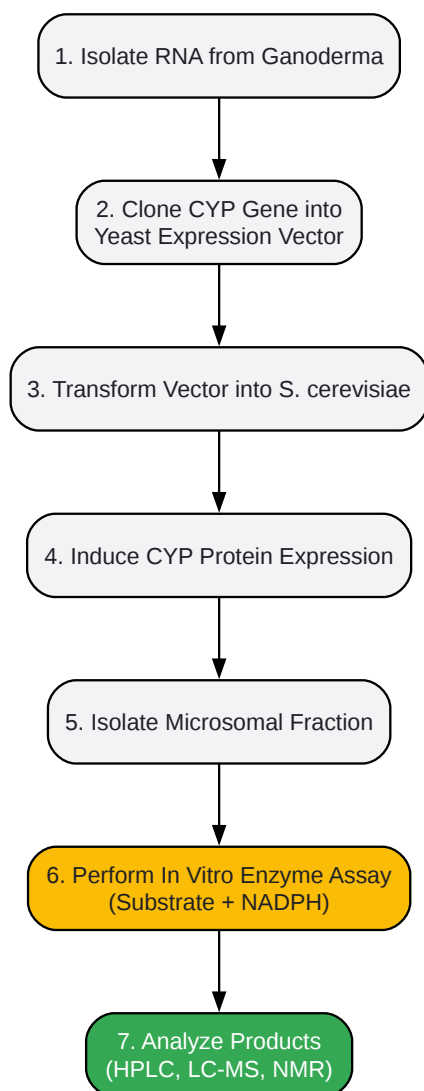 1. Isolate RNA from Ganoderma
2. Clone CYP Gene into
Yeast Expression Vector
3. Transform Vector into S. cerevisiae
4. Induce CYP Protein Expression
5. Isolate Microsomal Fraction
6. Perform In Vitro Enzyme Assay
(Substrate + NADPH)
7. Analyze Products
(HPLC, LC-MS, NMR)